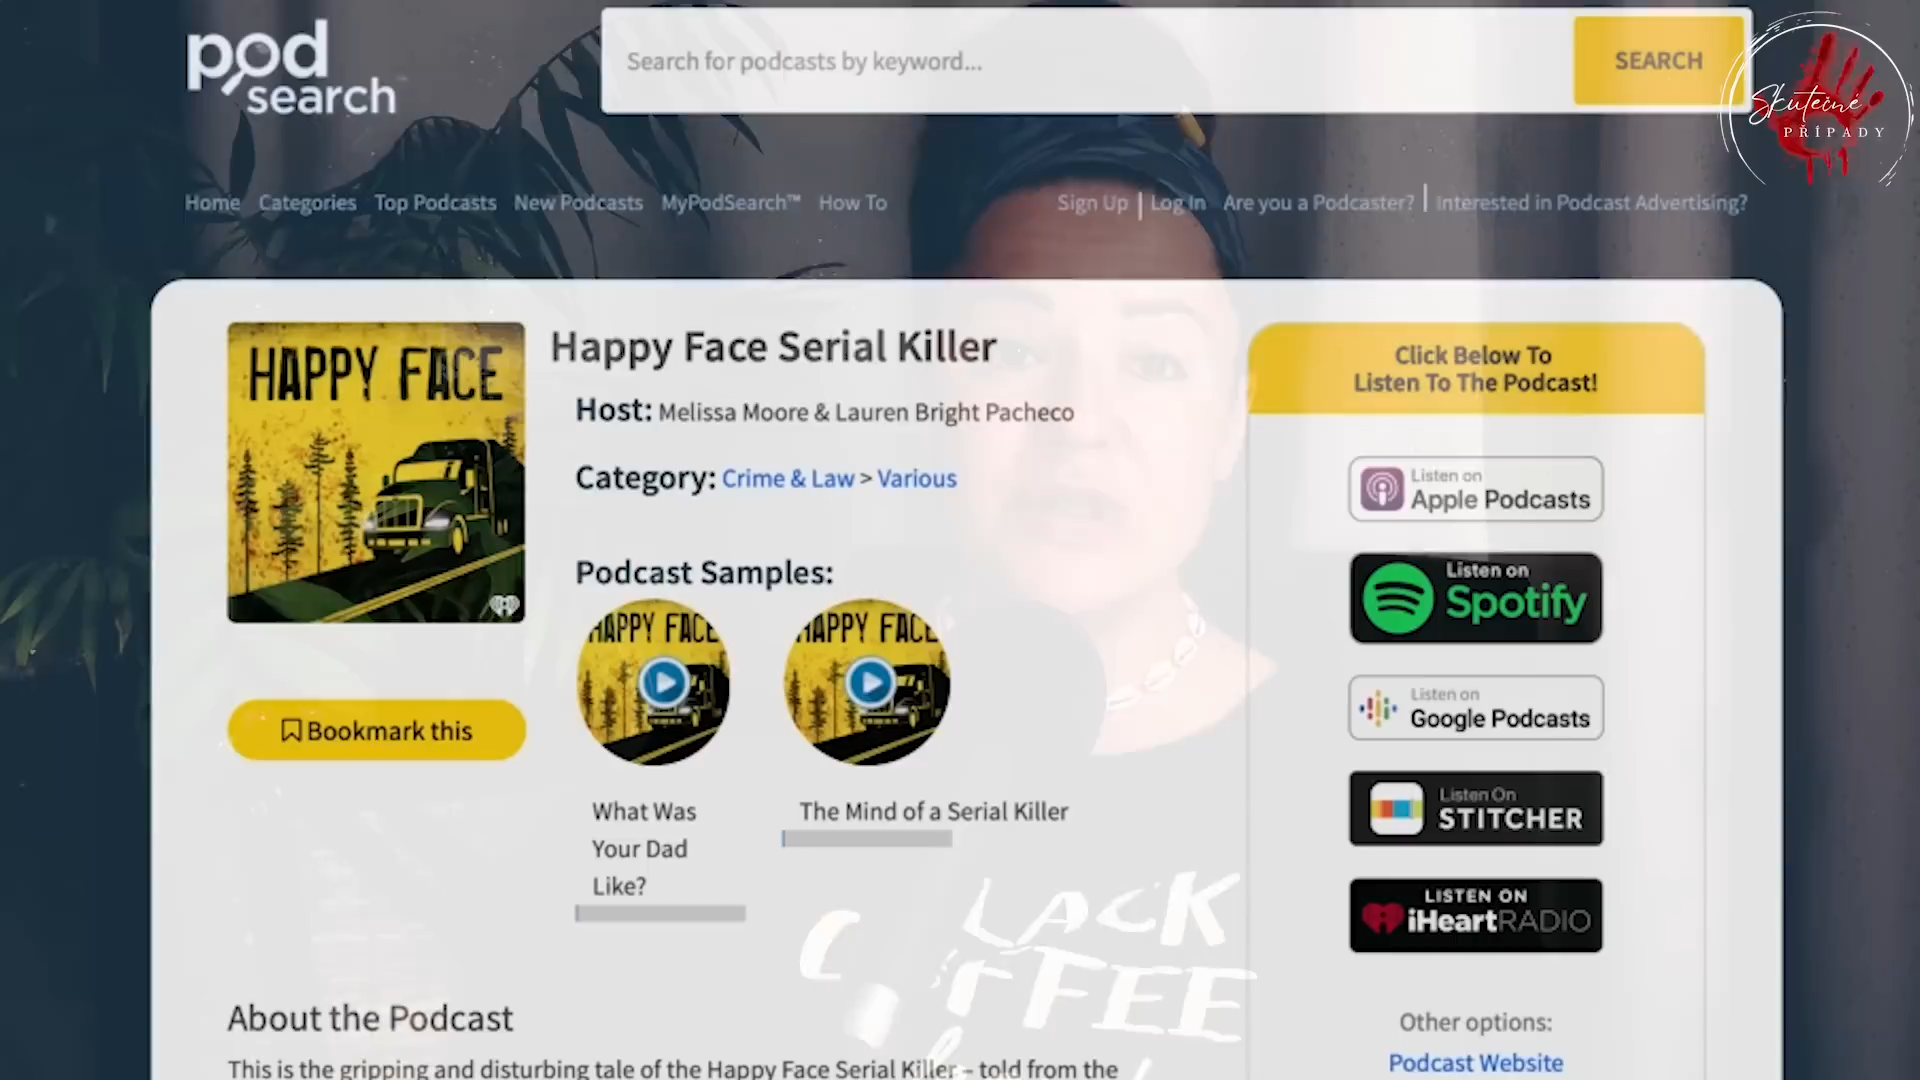 pod
search
Search for podcasts by keyword...
SEARCH
Skutečné
PŘÍPADY
Home Categories Top Podcasts New Podcasts MyPodSearch™ How To
Sign Up | Log In Are you a Podcaster? | Interested in Podcast Advertising?
HAPPY FACE
Happy Face Serial Killer
Host: Melissa Moore & Lauren Bright Pacheco
Category: Crime & Law > Various
Podcast Samples:
HAPPY FACE
HAPPY FACE
Bookmark this
What Was
Your Dad
Like?
The Mind of a Serial Killer
Click Below To
Listen To The Podcast!
Listen on
Apple Podcasts
Listen on
Spotify
Listen on
Google Podcasts
Listen On
STITCHER
LISTEN ON
iHeartRADIO
Other options:
Podcast Website
About the Podcast
This is the gripping and disturbing tale of the Happy Face Serial Killer – told from the